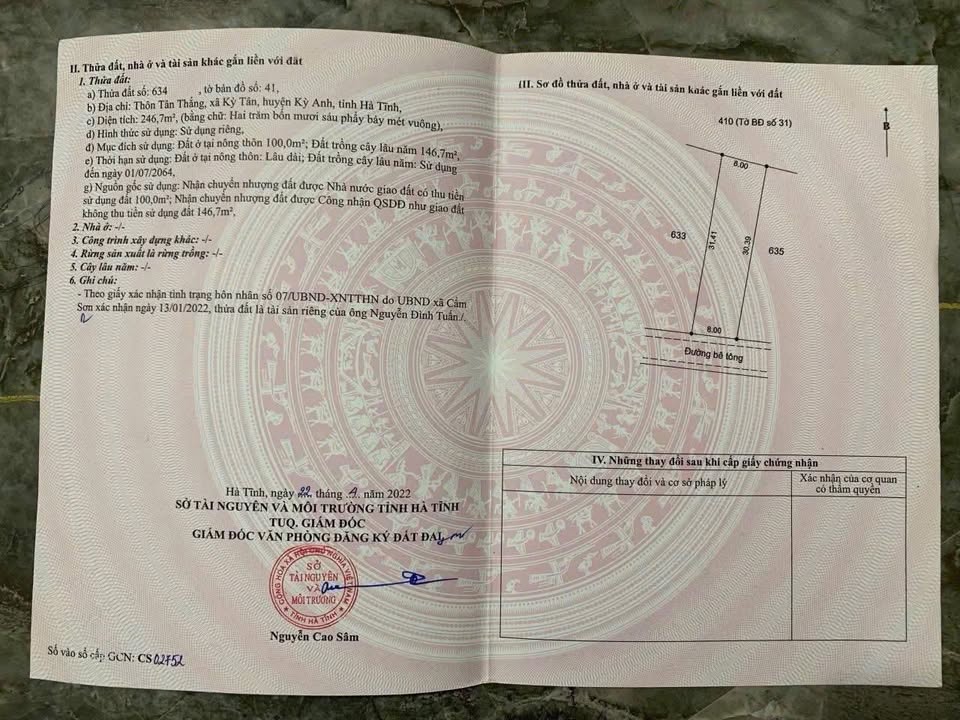 II. Thửa đất, nhà ở và tài sản khác gắn liền với đất
1. Thửa đất:
a) Thửa đất số: 634 , tờ bản đồ số: 41,
b) Địa chỉ: Thôn Tân Thắng, xã Kỳ Tân, huyện Kỳ Anh, tỉnh Hà Tĩnh,
c) Diện tích: 246,7m², (bằng chữ: Hai trăm bốn mươi sáu phẩy bảy mét vuông),
d) Hình thức sử dụng: Sử dụng riêng,
đ) Mục đích sử dụng: Đất ở tại nông thôn 100,0m²; Đất trồng cây lâu năm 146,7m²,
e) Thời hạn sử dụng: Đất ở tại nông thôn: Lâu dài; Đất trồng cây lâu năm: Sử dụng
đến ngày 01/07/2064,
g) Nguồn gốc sử dụng: Nhận chuyển nhượng đất được Nhà nước giao đất có thu tiền
sử dụng đất 100,0m²; Nhận chuyển nhượng đất được Công nhận QSDĐ như giao đất
không thu tiền sử dụng đất 146,7m²,
2. Nhà ở: -/-
3. Công trình xây dựng khác: -/-
4. Rừng sản xuất là rừng trồng: -/-
5. Cây lâu năm: -/-
6. Ghi chú:
- Theo giấy xác nhận tình trạng hôn nhân số 07/UBND-XNTTHN do UBND xã Cẩm
Sơn xác nhận ngày 13/01/2022, thửa đất là tài sản riêng của ông Nguyễn Đình Tuấn./.
Hà Tĩnh, ngày 22 tháng 4 năm 2022
SỞ TÀI NGUYÊN VÀ MÔI TRƯỜNG TỈNH HÀ TĨNH
TUQ. GIÁM ĐỐC
GIÁM ĐỐC VĂN PHÒNG ĐĂNG KÝ ĐẤT ĐAI
CỘNG HÒA XÃ HỘI CHỦ NGHĨA VIỆT NAM
SỞ
TÀI NGUYÊN
VÀ
MÔI TRƯỜNG
TỈNH HÀ TĨNH
Nguyễn Cao Sâm
Số vào sổ cấp GCN: CS 02752
III. Sơ đồ thửa đất, nhà ở và tài sản khác gắn liền với đất
410 (Tờ BĐ số 31)
B
8.00
633
31.41
30.39
635
8.00
Đường bê tông
IV. Những thay đổi sau khi cấp giấy chứng nhận
Nội dung thay đổi và cơ sở pháp lý
Xác nhận của cơ quan
có thẩm quyền